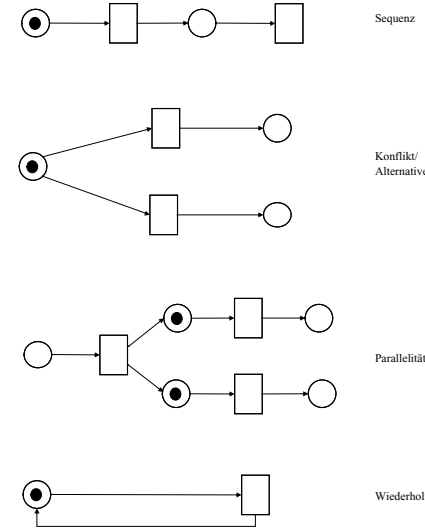 Sequenz
Konflikt/
Alternative
Parallelität
Wiederhol